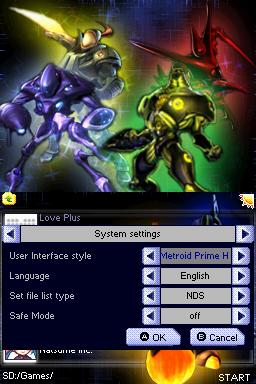 Love Plus
System settings
User Interface style
Metroid Prime H
Language
English
Set file list type
NDS
Safe Mode
off
A OK
B Cancel
Natsume Inc.
SD:/Games/
START